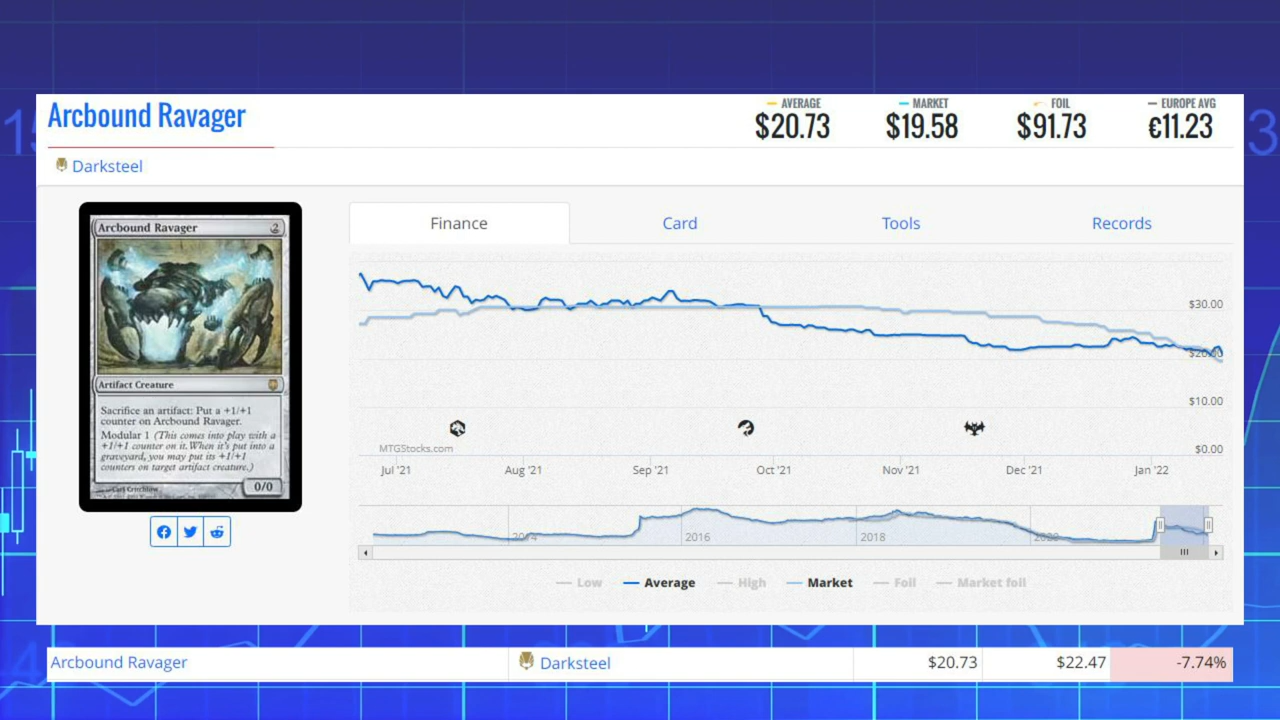 Arcbound Ravager
AVERAGE
$20.73
MARKET
$19.58
FOIL
$91.73
EUROPE AVG
€11.23
Darksteel
Arcbound Ravager 2
Artifact Creature
Sacrifice an artifact: Put a +1/+1
counter on Arcbound Ravager.
Modular 1 (This comes into play with a
+1/+1 counter on it. When it's put into a
graveyard, you may put its +1/+1
counters on target artifact creature.)
0/0
Finance Card Tools Records
$30.00
$20.00
$10.00
$0.00
MTGStocks.com
Jul '21 Aug '21 Sep '21 Oct '21 Nov '21 Dec '21 Jan '22
2014 2016 2018 2020
Low Average High Market Foil Market foil
Arcbound Ravager Darksteel $20.73 $22.47 -7.74%